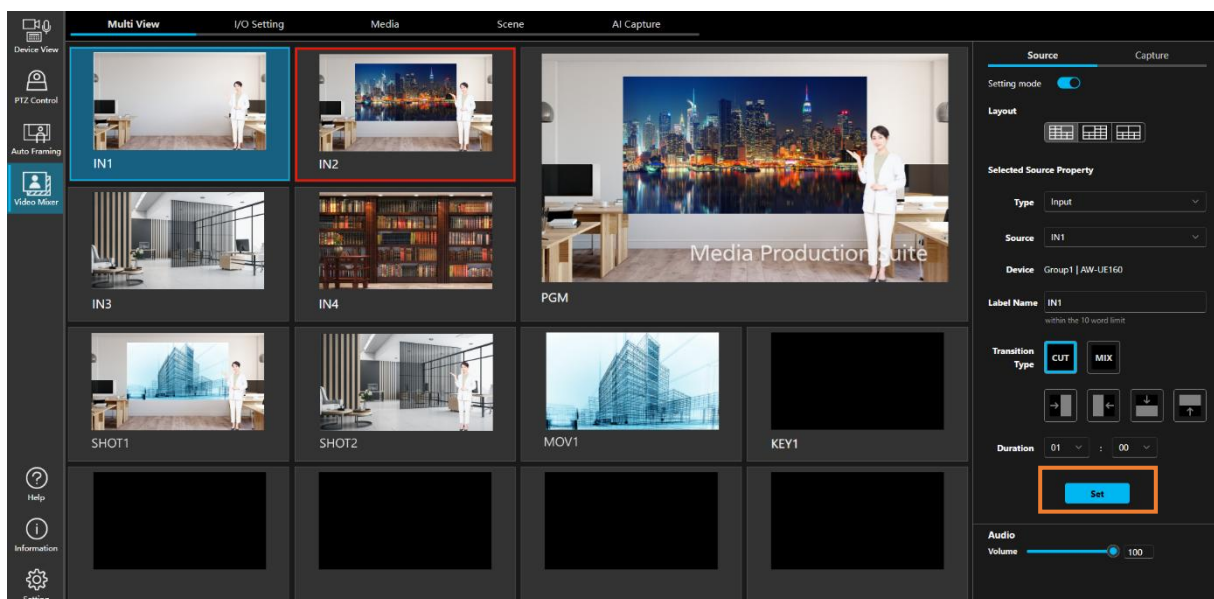 Device View
PTZ Control
Auto Framing
Video Mixer
Help
Information
Setting
Multi View I/O Setting Media Scene AI Capture
IN1
IN2
IN3
IN4
Media Production Suite
PGM
SHOT1
SHOT2
MOV1
KEY1
Source Capture
Setting mode
Layout
Selected Source Property
Type Input
Source IN1
Device Group1 | AW-UE160
Label Name IN1
within the 10 word limit
Transition
Type
CUT MIX
Duration 01 : 00
Set
Audio
Volume 100